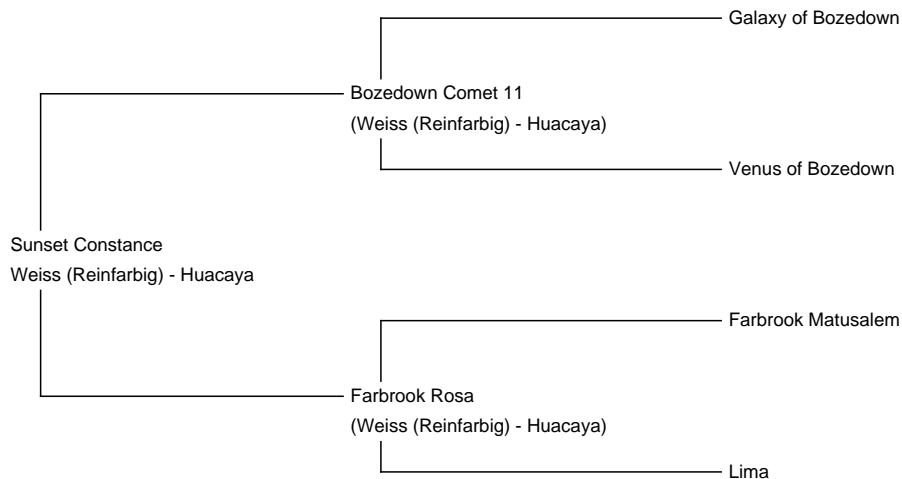 Galaxy of Bozedown
Bozedown Comet 11
(Weiss (Reinfarbig) - Huacaya)
Venus of Bozedown
Sunset Constance
Weiss (Reinfarbig) - Huacaya
Farbrook Matusalem
Farbrook Rosa
(Weiss (Reinfarbig) - Huacaya)
Lima